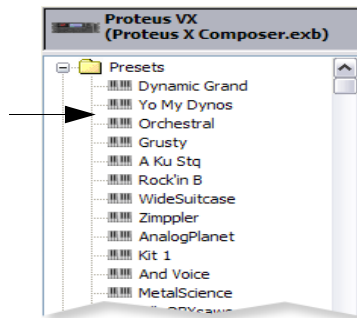 Proteus VX
(Proteus X Composer.exb)
Presets
Dynamic Grand
Yo My Dynos
Orchestral
Grusty
A Ku Stq
Rock'in B
WideSuitcase
Zimppler
AnalogPlanet
Kit 1
And Voice
MetalScience